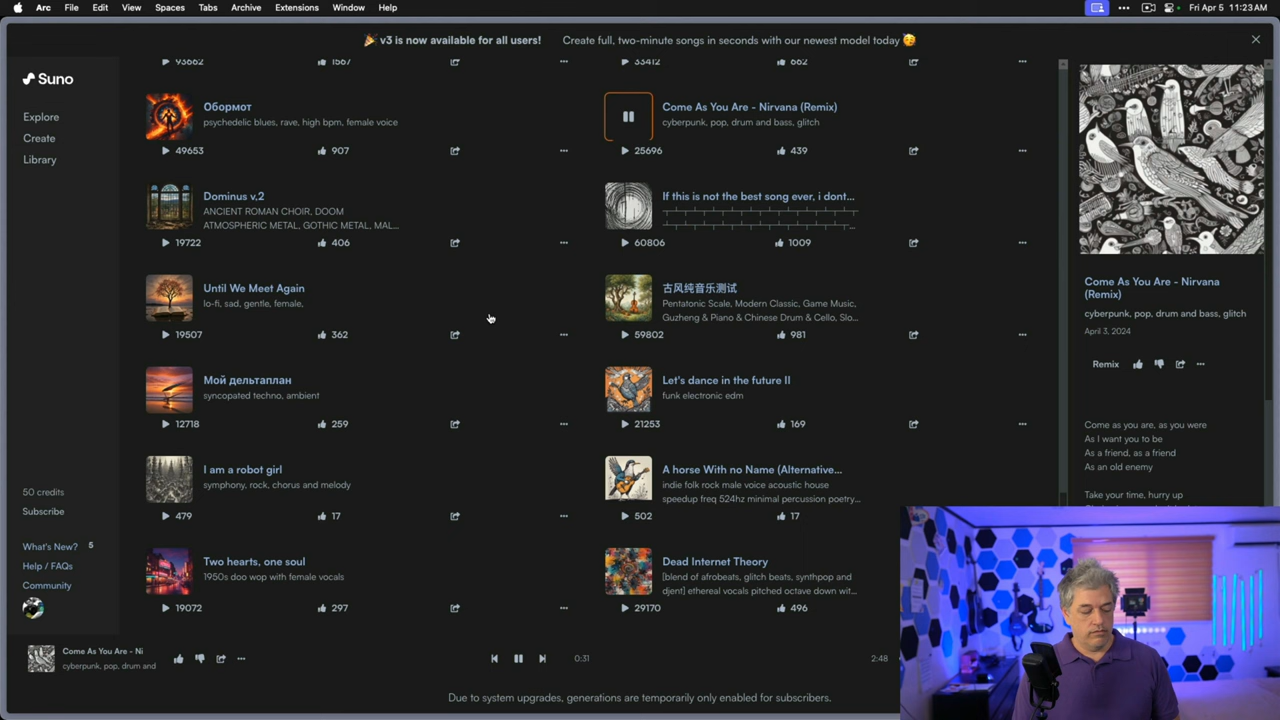 Arc File Edit View Spaces Tabs Archive Extensions Window Help Fri Apr 5 11:23 AM
🎉 v3 is now available for all users! Create full, two-minute songs in seconds with our newest model today 🥳
Suno
Explore
Create
Library
50 credits
Subscribe
What's New? 5
Help / FAQs
Community
93662 1567
33412 662
Обормот
psychedelic blues, rave, high bpm, female voice
49653 907
Come As You Are - Nirvana (Remix)
cyberpunk, pop, drum and bass, glitch
25696 439
Dominus v,2
ANCIENT ROMAN CHOIR, DOOM
ATMOSPHERIC METAL, GOTHIC METAL, MAL...
19722 406
If this is not the best song ever, i dont...
60806 1009
Until We Meet Again
lo-fi, sad, gentle, female,
19507 362
古风纯音乐测试
Pentatonic Scale, Modern Classic, Game Music,
Guzheng & Piano & Chinese Drum & Cello, Slo...
59802 981
Мой дельтаплан
syncopated techno, ambient
12718 259
Let's dance in the future II
funk electronic edm
21253 169
I am a robot girl
symphony, rock, chorus and melody
479 17
A horse With no Name (Alternative...
indie folk rock male voice acoustic house
speedup freq 524hz minimal percussion poetry...
502 17
Two hearts, one soul
1950s doo wop with female vocals
19072 297
Dead Internet Theory
[blend of afrobeats, glitch beats, synthpop and
djent] ethereal vocals pitched octave down wit...
29170 496
Come As You Are - Nirvana
(Remix)
cyberpunk, pop, drum and bass, glitch
April 3, 2024
Remix
Come as you are, as you were
As I want you to be
As a friend, as a friend
As an old enemy
Take your time, hurry up
Come As You Are - Ni
cyberpunk, pop, drum and
0:31 2:48
Due to system upgrades, generations are temporarily only enabled for subscribers.